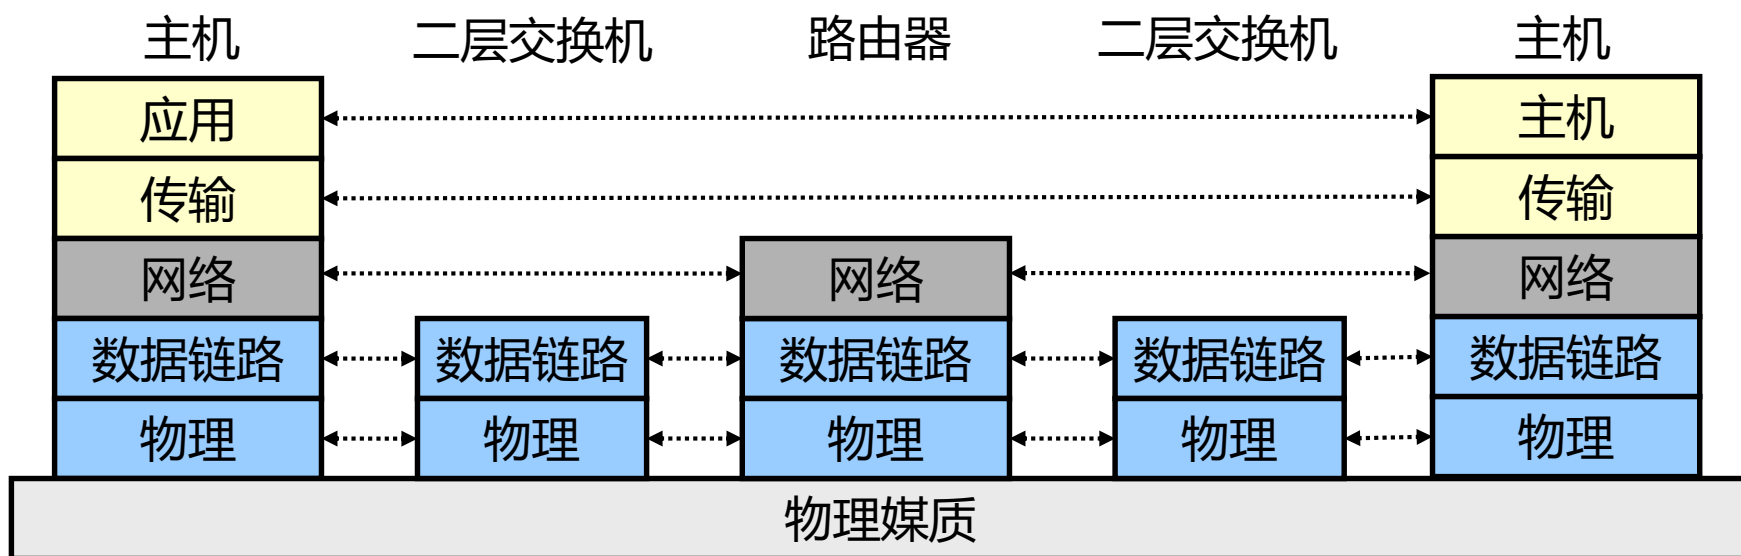 主机 二层交换机 路由器 二层交换机 主机
应用 主机
传输 传输
网络 网络 网络
数据链路 数据链路 数据链路 数据链路 数据链路
物理 物理 物理 物理 物理
物理媒质